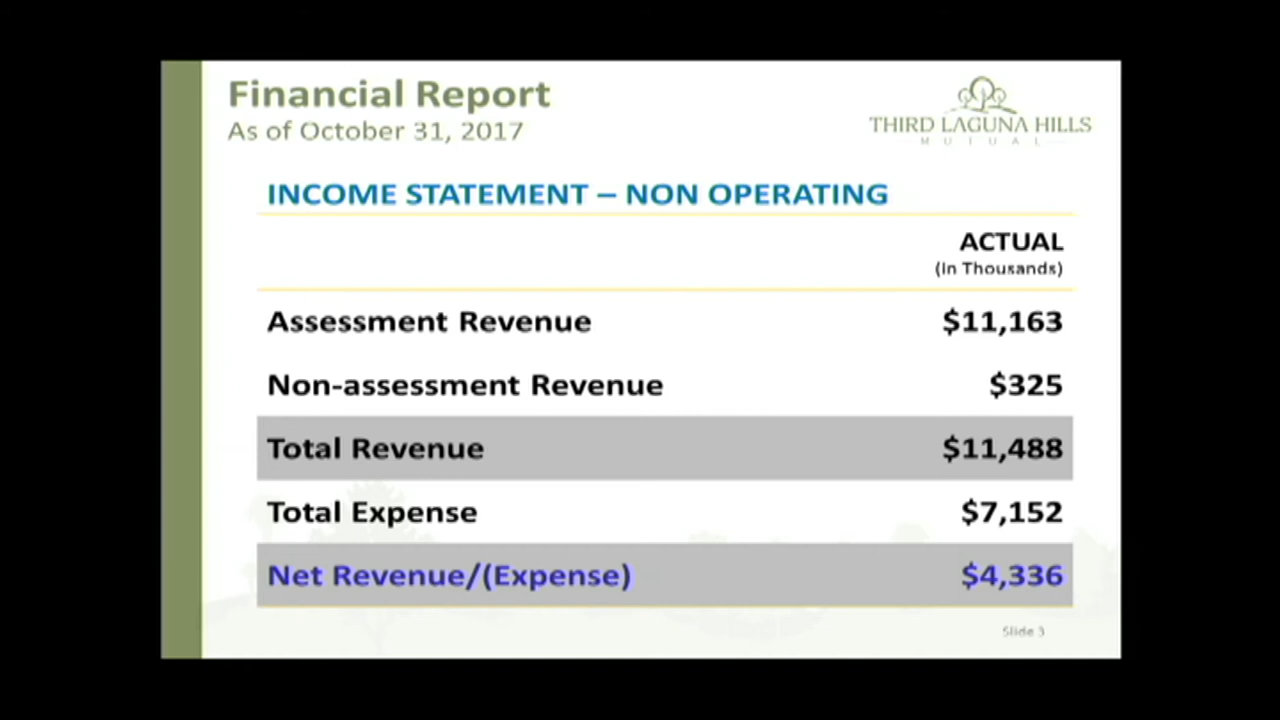 Financial Report
As of October 31, 2017
THIRD LAGUNA HILLS
MUTUAL
INCOME STATEMENT – NON OPERATING
ACTUAL
(In Thousands)
Assessment Revenue $11,163
Non-assessment Revenue $325
Total Revenue $11,488
Total Expense $7,152
Net Revenue/(Expense) $4,336
Slide 3